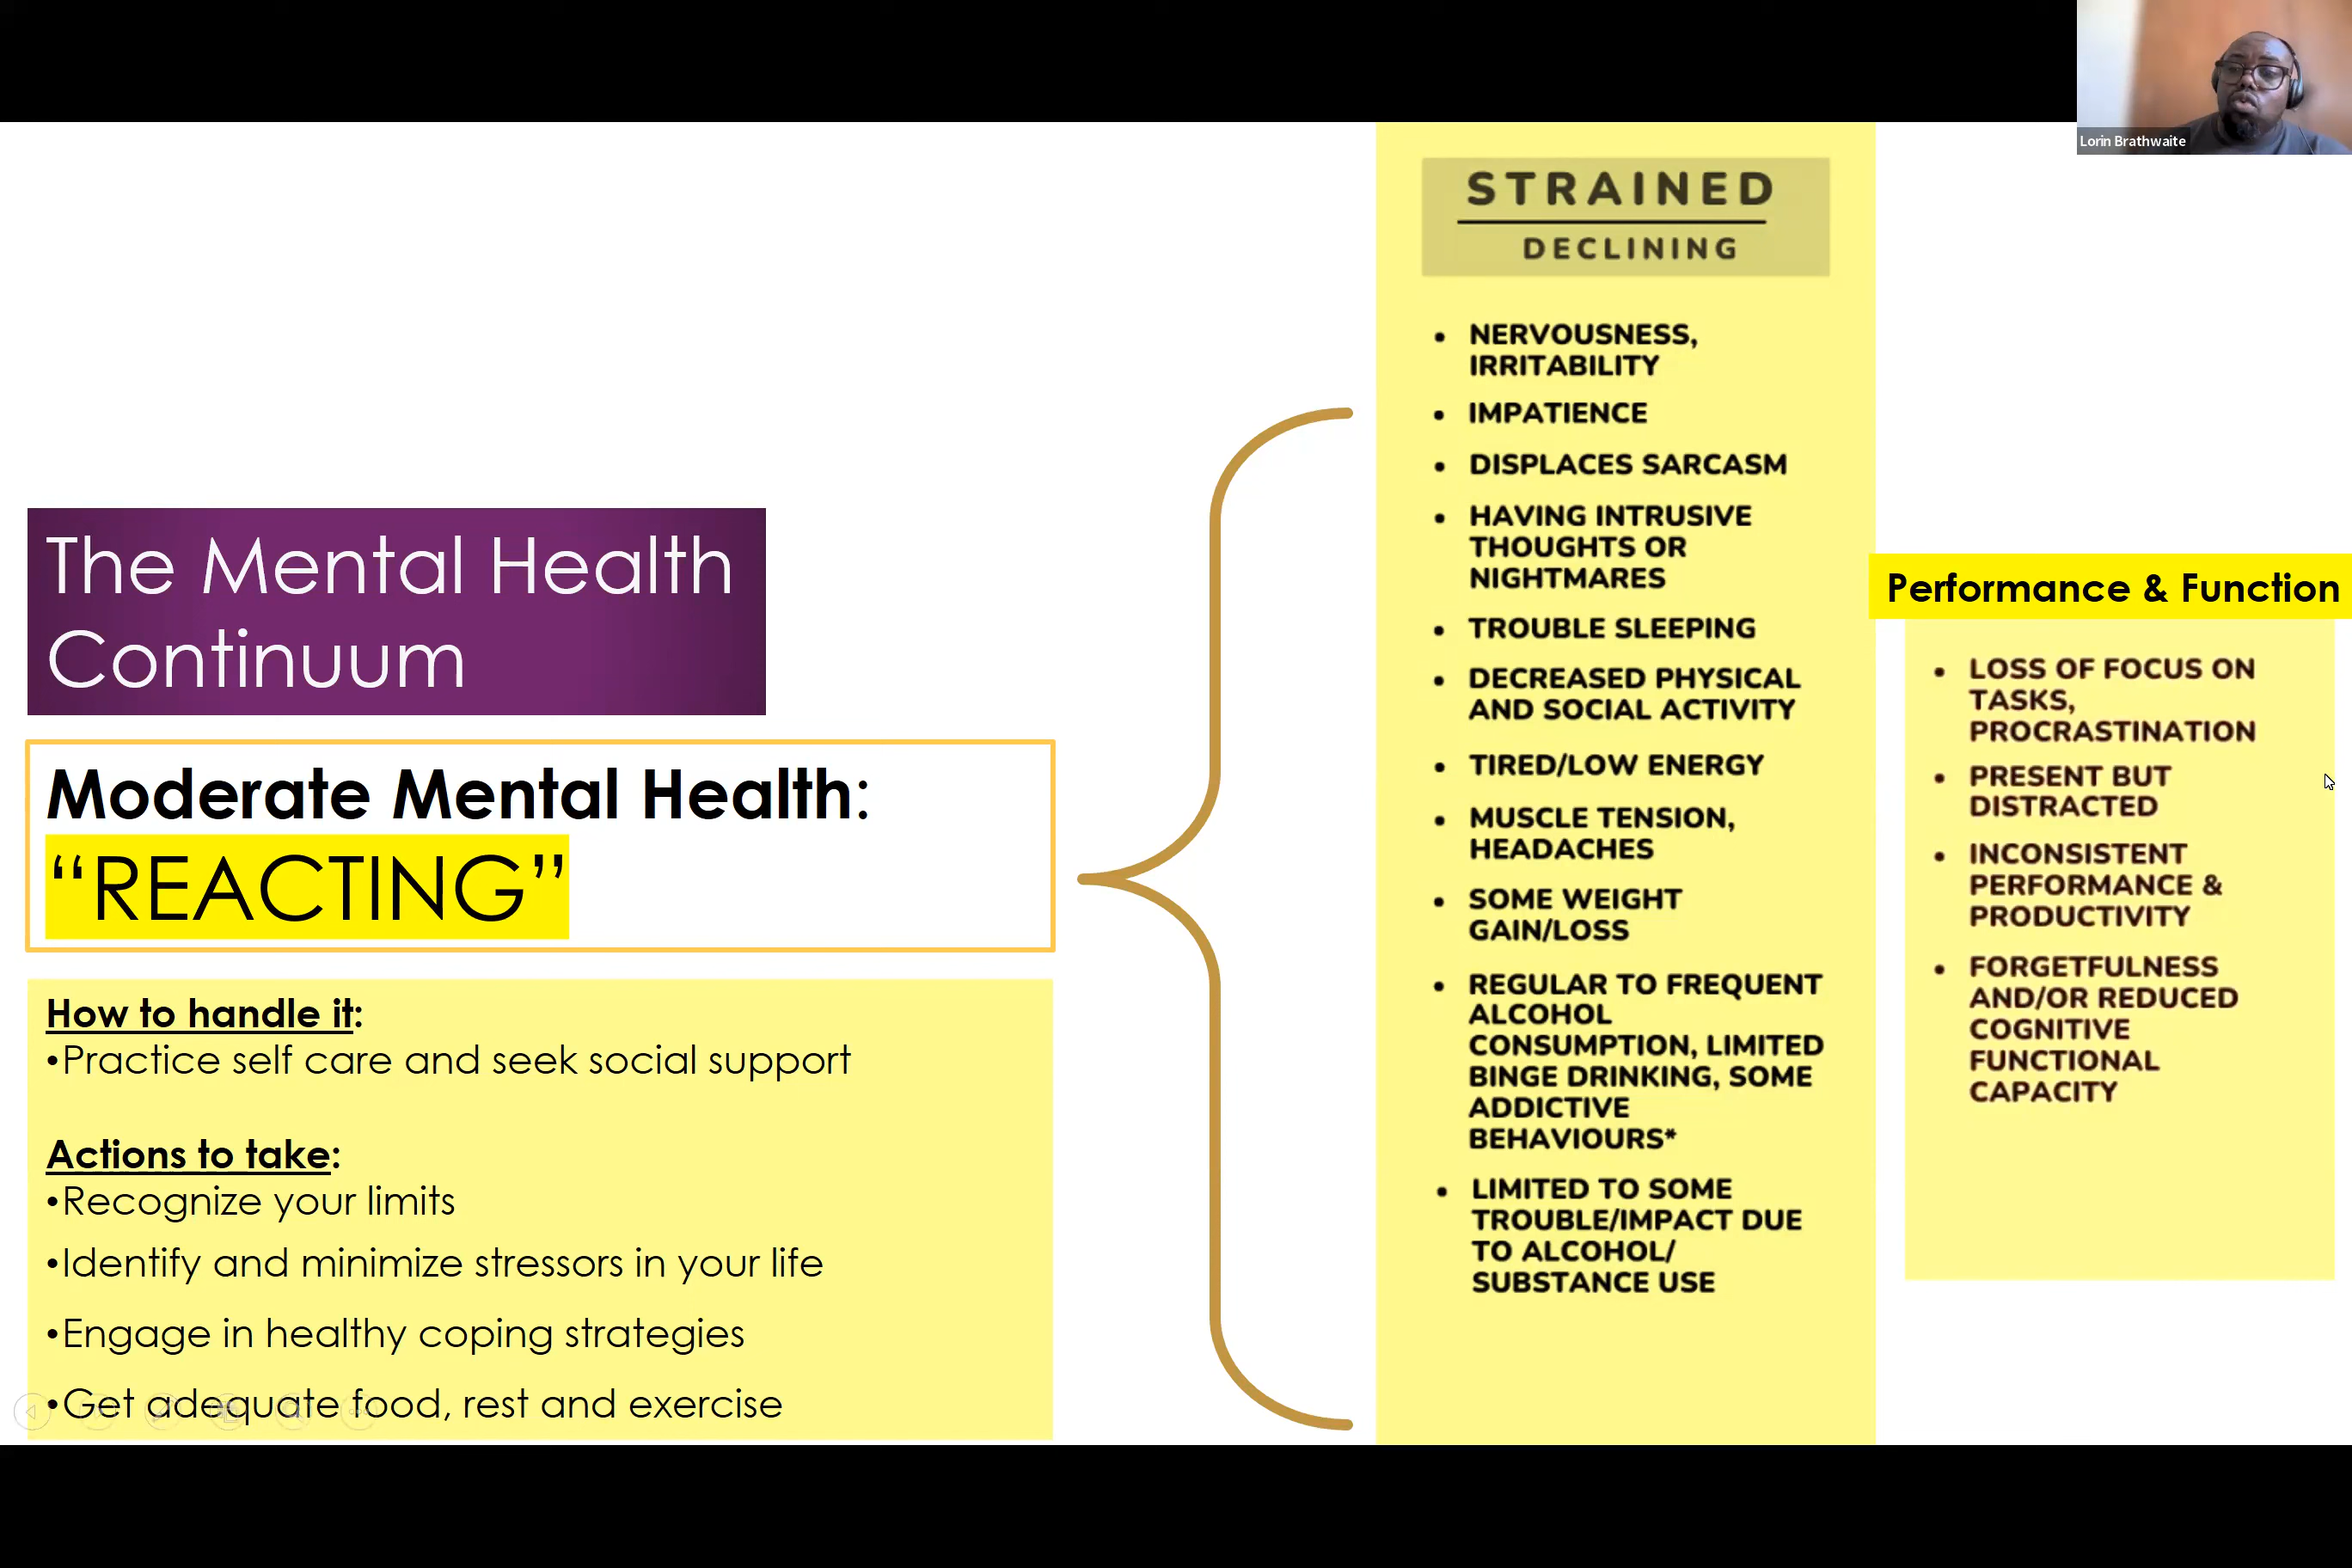 Lorin Brathwaite
The Mental Health
Continuum
Moderate Mental Health:
“REACTING”
How to handle it:
•Practice self care and seek social support
Actions to take:
•Recognize your limits
•Identify and minimize stressors in your life
•Engage in healthy coping strategies
•Get adequate food, rest and exercise
STRAINED
DECLINING
• NERVOUSNESS,
IRRITABILITY
• IMPATIENCE
• DISPLACES SARCASM
• HAVING INTRUSIVE
THOUGHTS OR
NIGHTMARES
• TROUBLE SLEEPING
• DECREASED PHYSICAL
AND SOCIAL ACTIVITY
• TIRED/LOW ENERGY
• MUSCLE TENSION,
HEADACHES
• SOME WEIGHT
GAIN/LOSS
• REGULAR TO FREQUENT
ALCOHOL
CONSUMPTION, LIMITED
BINGE DRINKING, SOME
ADDICTIVE
BEHAVIOURS*
• LIMITED TO SOME
TROUBLE/IMPACT DUE
TO ALCOHOL/
SUBSTANCE USE
Performance & Function
• LOSS OF FOCUS ON
TASKS,
PROCRASTINATION
• PRESENT BUT
DISTRACTED
• INCONSISTENT
PERFORMANCE &
PRODUCTIVITY
• FORGETFULNESS
AND/OR REDUCED
COGNITIVE
FUNCTIONAL
CAPACITY